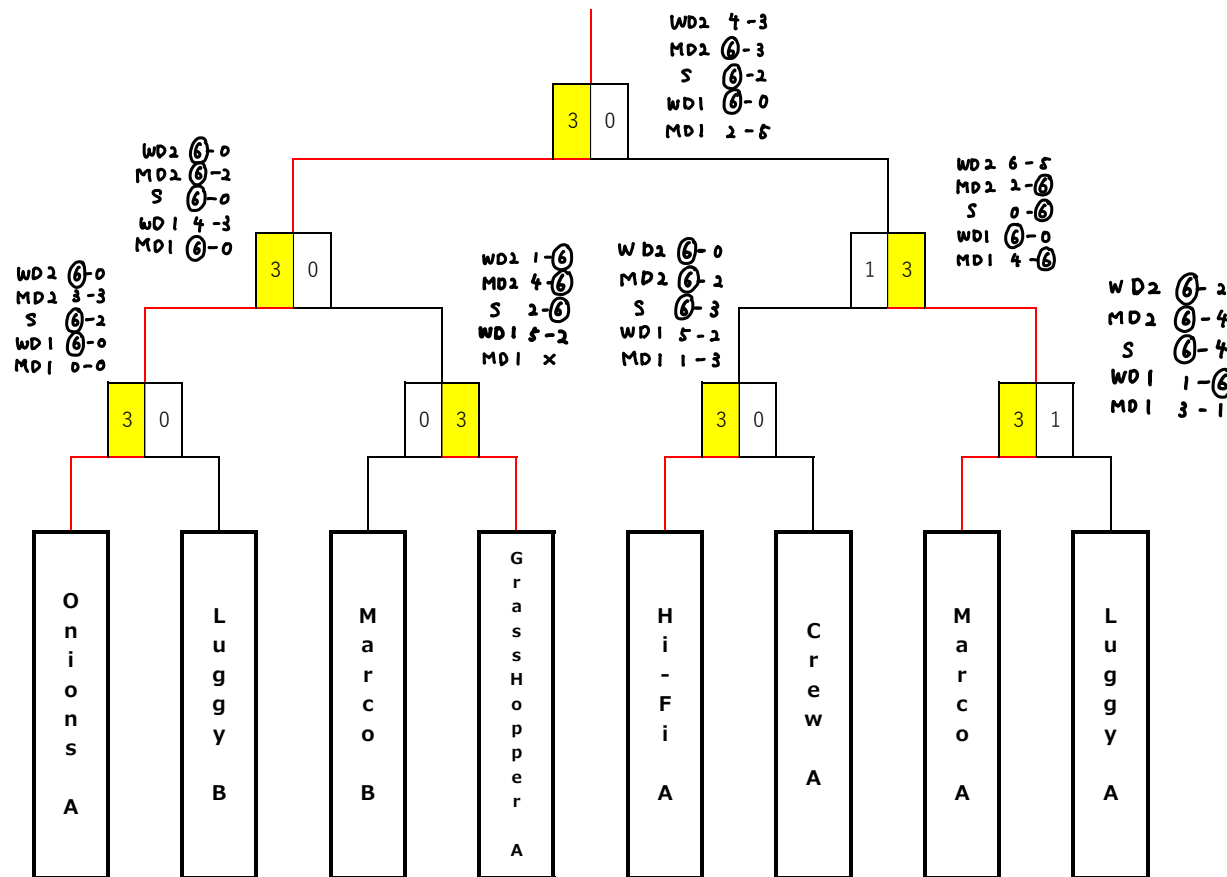 WD2 4-3
MD2 ⑥-3
S ⑥-2
WD1 ⑥-0
MD1 2-5
3 0
WD2 ⑥-0
MD2 ⑥-2
S ⑥-0
WD1 4-3
MD1 ⑥-0
3 0
WD2 6-5
MD2 2-⑥
S 0-⑥
WD1 ⑥-0
MD1 4-⑥
1 3
WD2 ⑥-0
MD2 3-3
S ⑥-2
WD1 ⑥-0
MD1 0-0
3 0
WD2 1-⑥
MD2 4-⑥
S 2-⑥
WD1 5-2
MD1 ×
0 3
WD2 ⑥-0
MD2 ⑥-2
S ⑥-3
WD1 5-2
MD1 1-3
3 0
WD2 ⑥-2
MD2 ⑥-4
S ⑥-4
WD1 1-⑥
MD1 3-1
3 1
Onions A
Luggy B
Marco B
GrassHopper A
Hi-Fi A
Crew A
Marco A
Luggy A